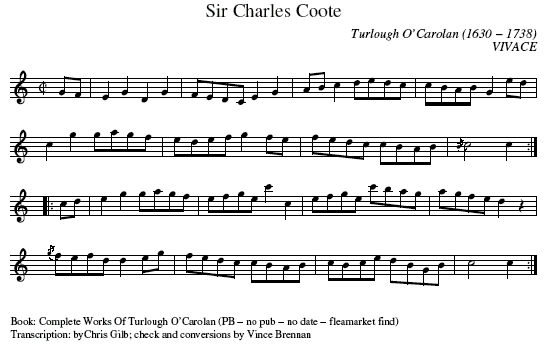 Sir Charles Coote
Turlough O'Carolan (1630 – 1738)
VIVACE
Book: Complete Works Of Turlough O'Carolan (PB – no pub – no date – fleamarket find)
Transcription: byChris Gilb; check and conversions by Vince Brennan